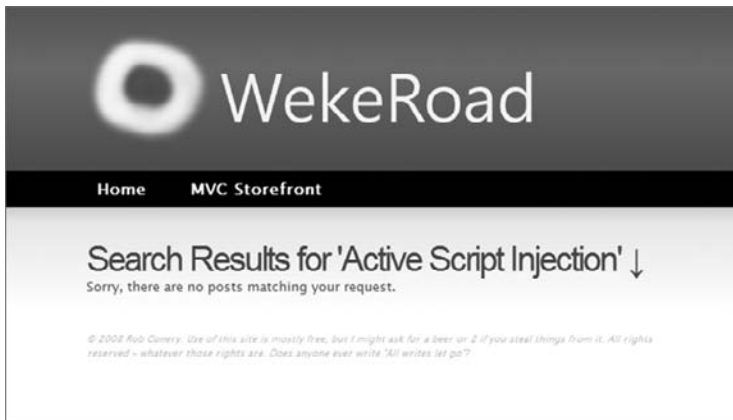 WekeRoad
Home MVC Storefront
Search Results for 'Active Script Injection' ↓
Sorry, there are no posts matching your request.
© 2008 Rob Conery. Use of this site is mostly free, but I might ask for a beer or 2 if you steal things from it. All rights
reserved – whatever those rights are. Does anyone ever write "All writes let go"?